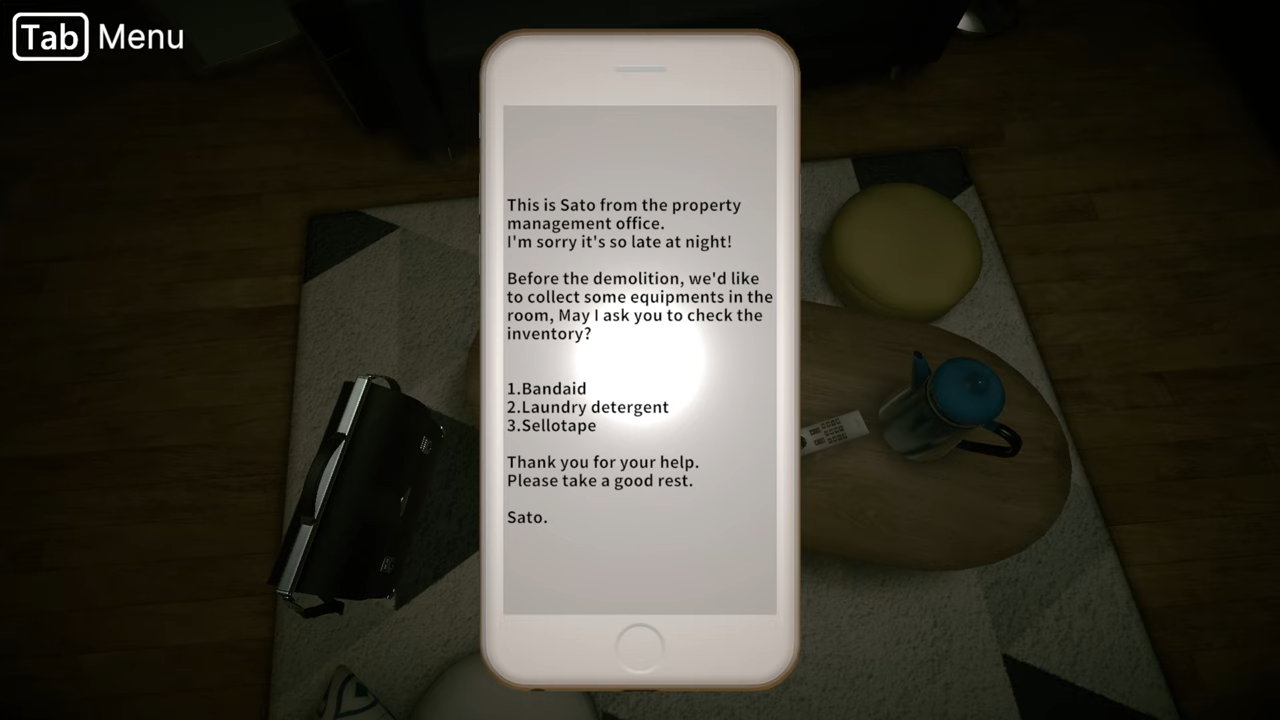 Tab Menu
This is Sato from the property
management office.
I'm sorry it's so late at night!
Before the demolition, we'd like
to collect some equipments in the
room, May I ask you to check the
inventory?
1.Bandaid
2.Laundry detergent
3.Sellotape
Thank you for your help.
Please take a good rest.
Sato.